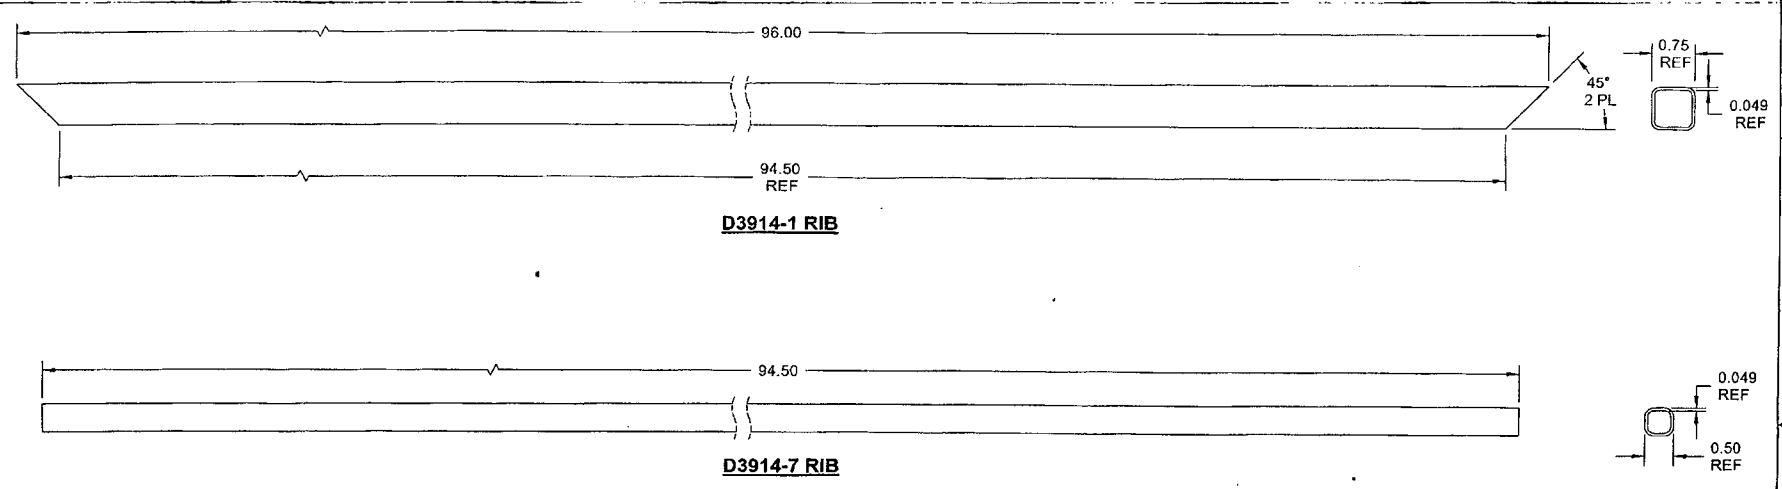 96.00
0.75
REF
45°
2 PL
0.049
REF
94.50
REF
D3914-1 RIB
94.50
0.049
REF
0.50
REF
D3914-7 RIB